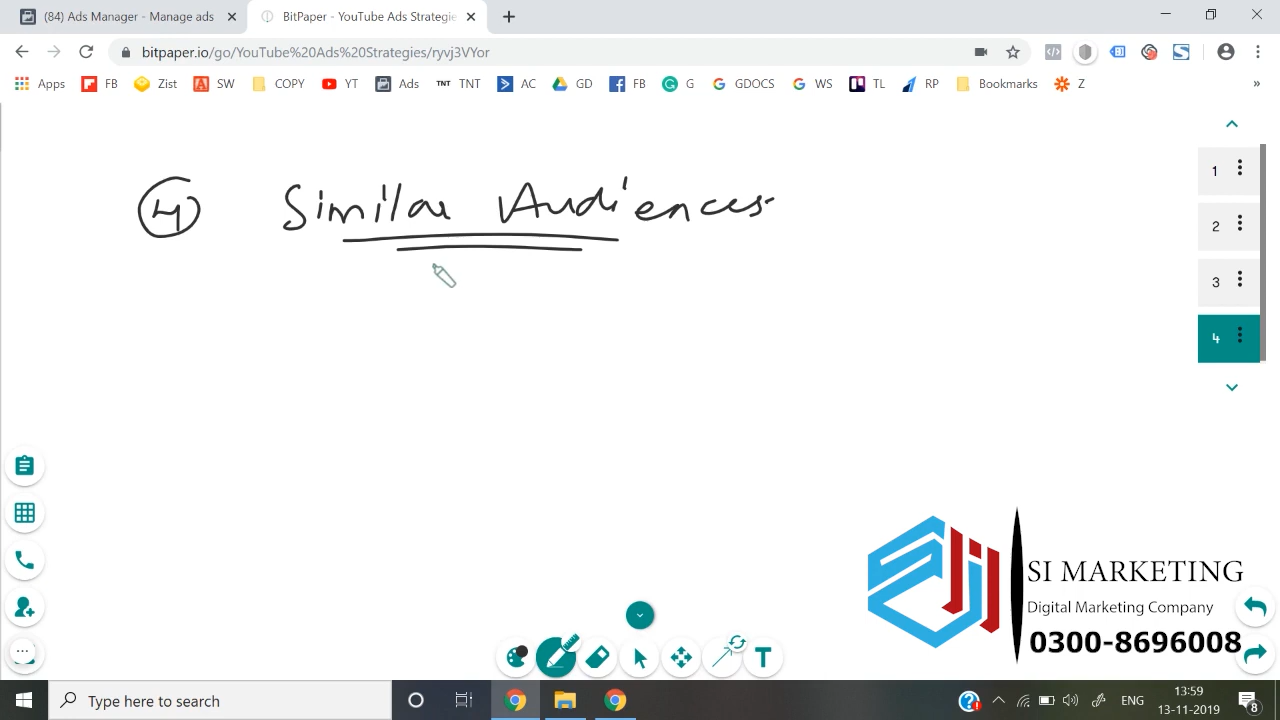 (84) Ads Manager - Manage ads
BitPaper - YouTube Ads Strategie
bitpaper.io/go/YouTube%20Ads%20Strategies/ryvj3VYor
Apps FB Zist SW COPY YT Ads TNT TNT AC GD FB G GDOCS WS TL RP Bookmarks Z »
4 Similar Audiences
1
2
3
4
SI MARKETING
Digital Marketing Company
0300-8696008
T
Type here to search
ENG
13:59
13-11-2019
8